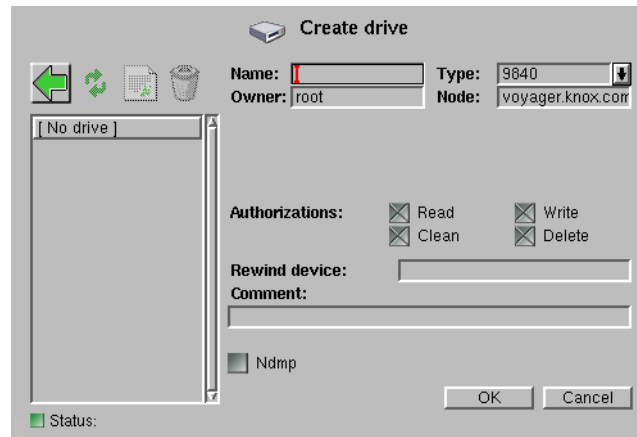 Create drive
Name: Type: 9840
Owner: root Node: voyager.knox.com
[ No drive ]
Authorizations: Read Write
Clean Delete
Rewind device:
Comment:
Ndmp
OK Cancel
Status: